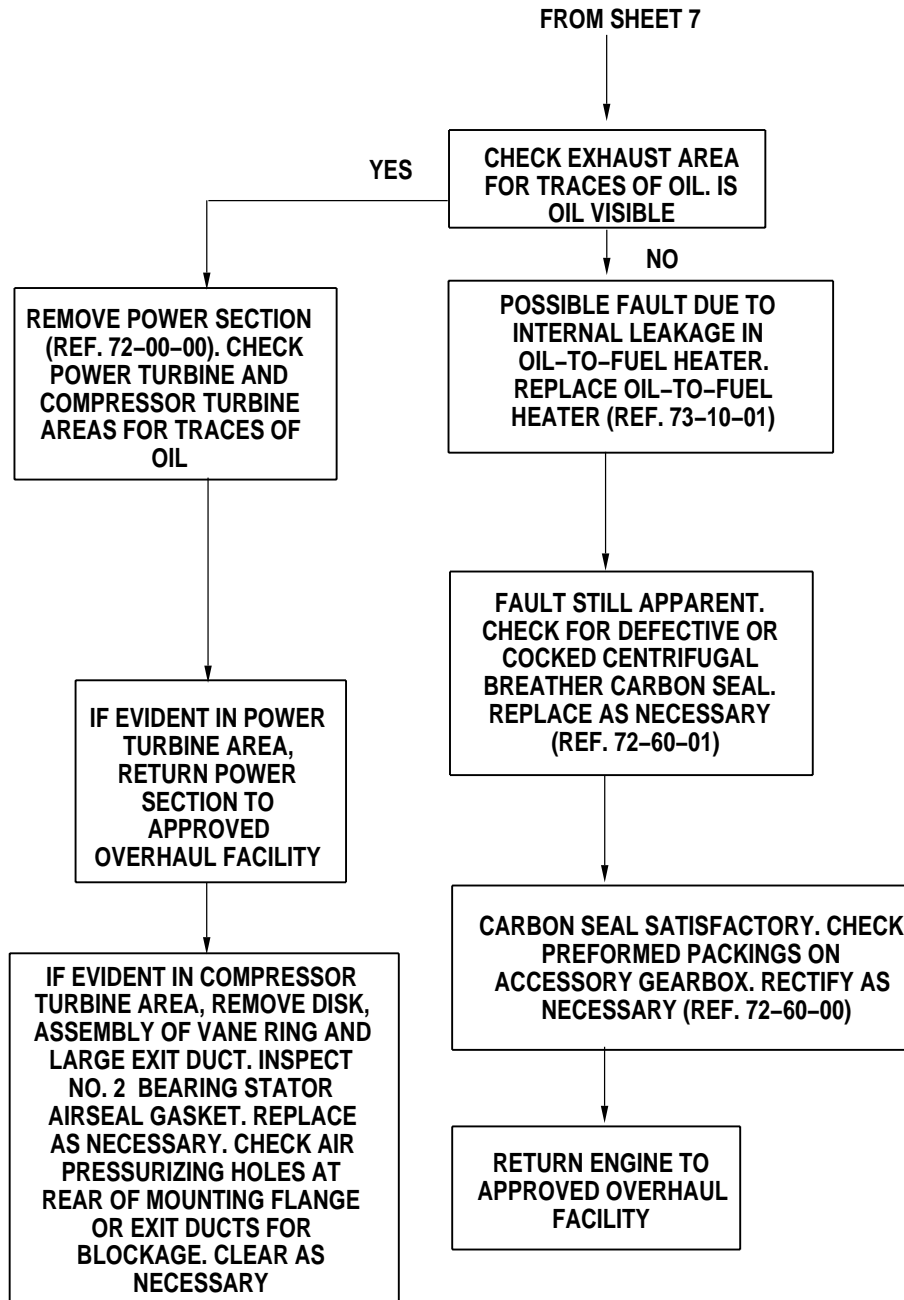 FROM SHEET 7
CHECK EXHAUST AREA
FOR TRACES OF OIL. IS
OIL VISIBLE
YES
NO
REMOVE POWER SECTION
(REF. 72–00–00). CHECK
POWER TURBINE AND
COMPRESSOR TURBINE
AREAS FOR TRACES OF
OIL
IF EVIDENT IN POWER
TURBINE AREA,
RETURN POWER
SECTION TO
APPROVED
OVERHAUL FACILITY
IF EVIDENT IN COMPRESSOR
TURBINE AREA, REMOVE DISK,
ASSEMBLY OF VANE RING AND
LARGE EXIT DUCT. INSPECT
NO. 2 BEARING STATOR
AIRSEAL GASKET. REPLACE
AS NECESSARY. CHECK AIR
PRESSURIZING HOLES AT
REAR OF MOUNTING FLANGE
OR EXIT DUCTS FOR
BLOCKAGE. CLEAR AS
NECESSARY
POSSIBLE FAULT DUE TO
INTERNAL LEAKAGE IN
OIL–TO–FUEL HEATER.
REPLACE OIL–TO–FUEL
HEATER (REF. 73–10–01)
FAULT STILL APPARENT.
CHECK FOR DEFECTIVE OR
COCKED CENTRIFUGAL
BREATHER CARBON SEAL.
REPLACE AS NECESSARY
(REF. 72–60–01)
CARBON SEAL SATISFACTORY. CHECK
PREFORMED PACKINGS ON
ACCESSORY GEARBOX. RECTIFY AS
NECESSARY (REF. 72–60–00)
RETURN ENGINE TO
APPROVED OVERHAUL
FACILITY